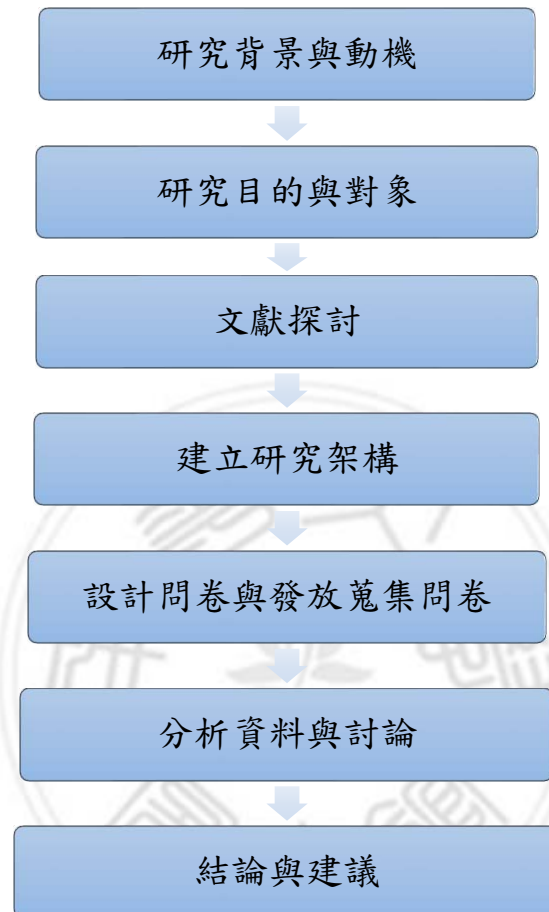 研究背景與動機
研究目的與對象
文獻探討
建立研究架構
設計問卷與發放蒐集問卷
分析資料與討論
結論與建議